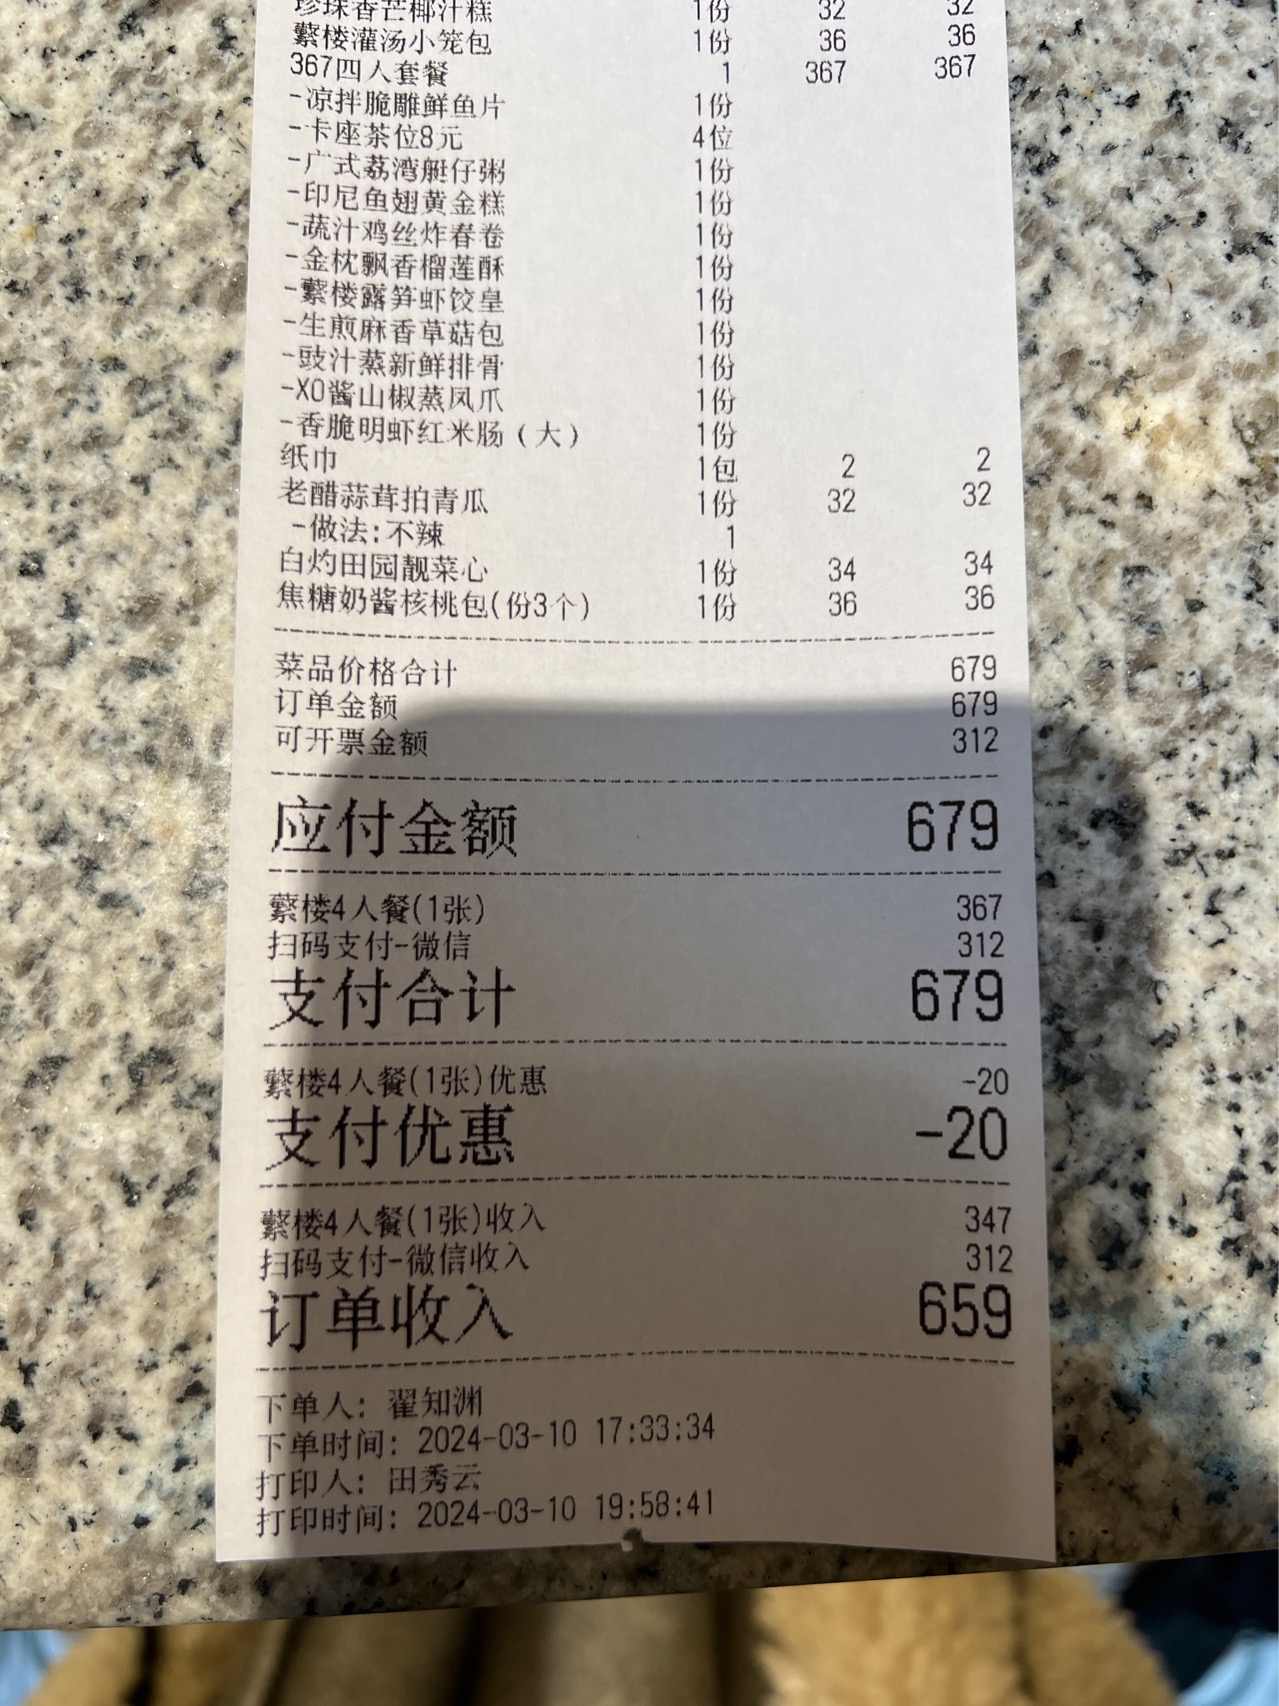 珍珠香芒椰汁糕 1份 32 32
蘩楼灌汤小笼包 1份 36 36
367四人套餐 1 367 367
-凉拌脆雕鲜鱼片 1份
-卡座茶位8元 4位
-广式荔湾艇仔粥 1份
-印尼鱼翅黄金糕 1份
-蔬汁鸡丝炸春卷 1份
-金枕飘香榴莲酥 1份
-蘩楼露笋虾饺皇 1份
-生煎麻香草菇包 1份
-豉汁蒸新鲜排骨 1份
-XO酱山椒蒸凤爪 1份
-香脆明虾红米肠（大） 1份
纸巾 1包 2 2
老醋蒜茸拍青瓜 1份 32 32
-做法:不辣 1
白灼田园靓菜心 1份 34 34
焦糖奶酱核桃包(份3个) 1份 36 36
菜品价格合计 679
订单金额 679
可开票金额 312
应付金额 679
蘩楼4人餐(1张) 367
扫码支付-微信 312
支付合计 679
蘩楼4人餐(1张)优惠 -20
支付优惠 -20
蘩楼4人餐(1张)收入 347
扫码支付-微信收入 312
订单收入 659
下单人: 翟知渊
下单时间: 2024-03-10 17:33:34
打印人: 田秀云
打印时间: 2024-03-10 19:58:41